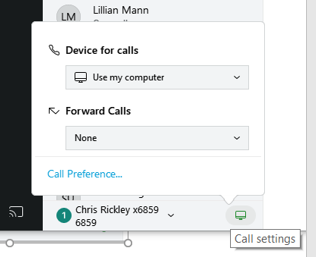 LM Lillian Mann
Device for calls
Use my computer
Forward Calls
None
Call Preference...
1 Chris Rickley x6859
6859
Call settings